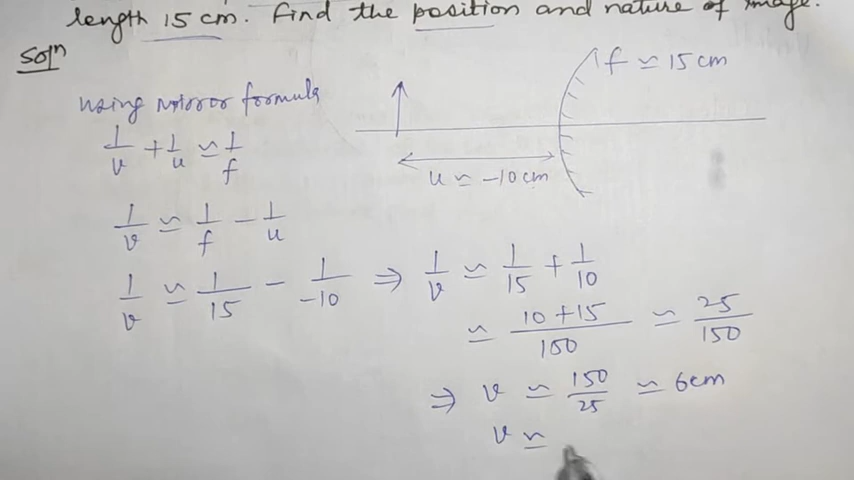 length 15 cm. Find the position and nature of image.
Solⁿ
f ≃ 15 cm
using mirror formula
1/v + 1/u ≃ 1/f
u ≃ -10 cm
1/v ≃ 1/f - 1/u
1/v ≃ 1/15 - 1/-10 ⇒ 1/v ≃ 1/15 + 1/10
≃ 10+15/150 ≃ 25/150
⇒ v ≃ 150/25 ≃ 6cm
v ≃